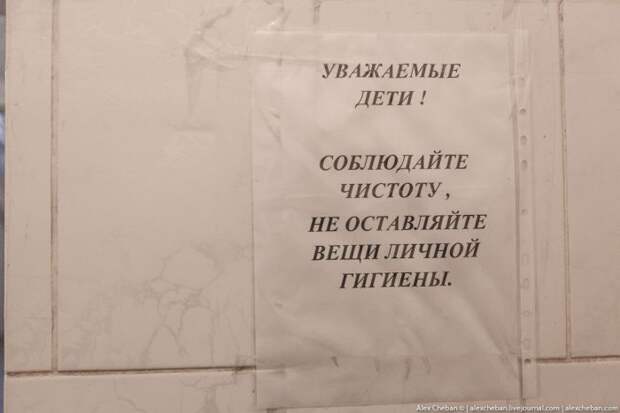 УВАЖАЕМЫЕ
ДЕТИ !
СОБЛЮДАЙТЕ
ЧИСТОТУ ,
НЕ ОСТАВЛЯЙТЕ
ВЕЩИ ЛИЧНОЙ
ГИГИЕНЫ.
Alex Cheban © | alexcheban.livejournal.com | alexcheban.com